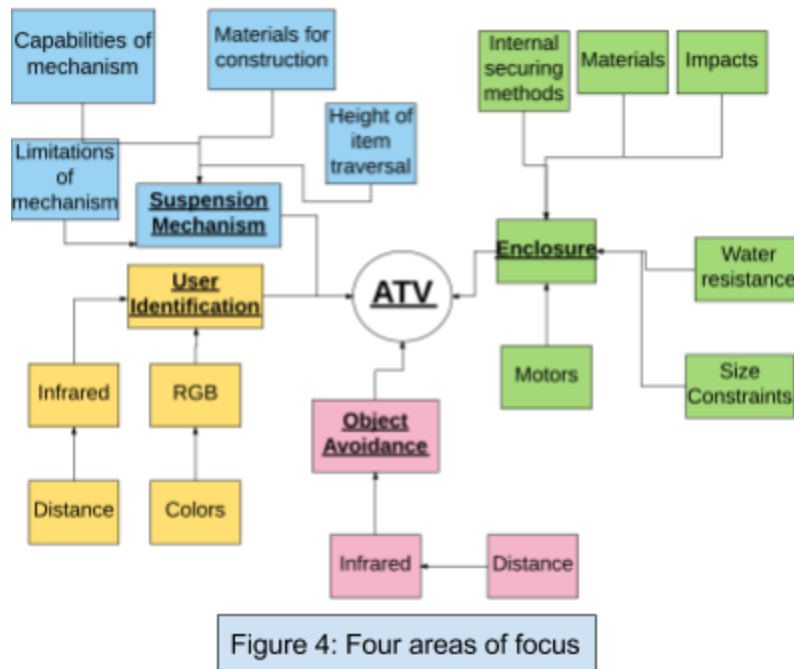 Capabilities of
mechanism
Materials for
construction
Height of
item
traversal
Limitations
of
mechanism
Suspension
Mechanism
Internal
securing
methods
Materials
Impacts
Enclosure
Water
resistance
Size
Constraints
Motors
ATV
User
Identification
Infrared
RGB
Distance
Colors
Object
Avoidance
Infrared
Distance
Figure 4: Four areas of focus